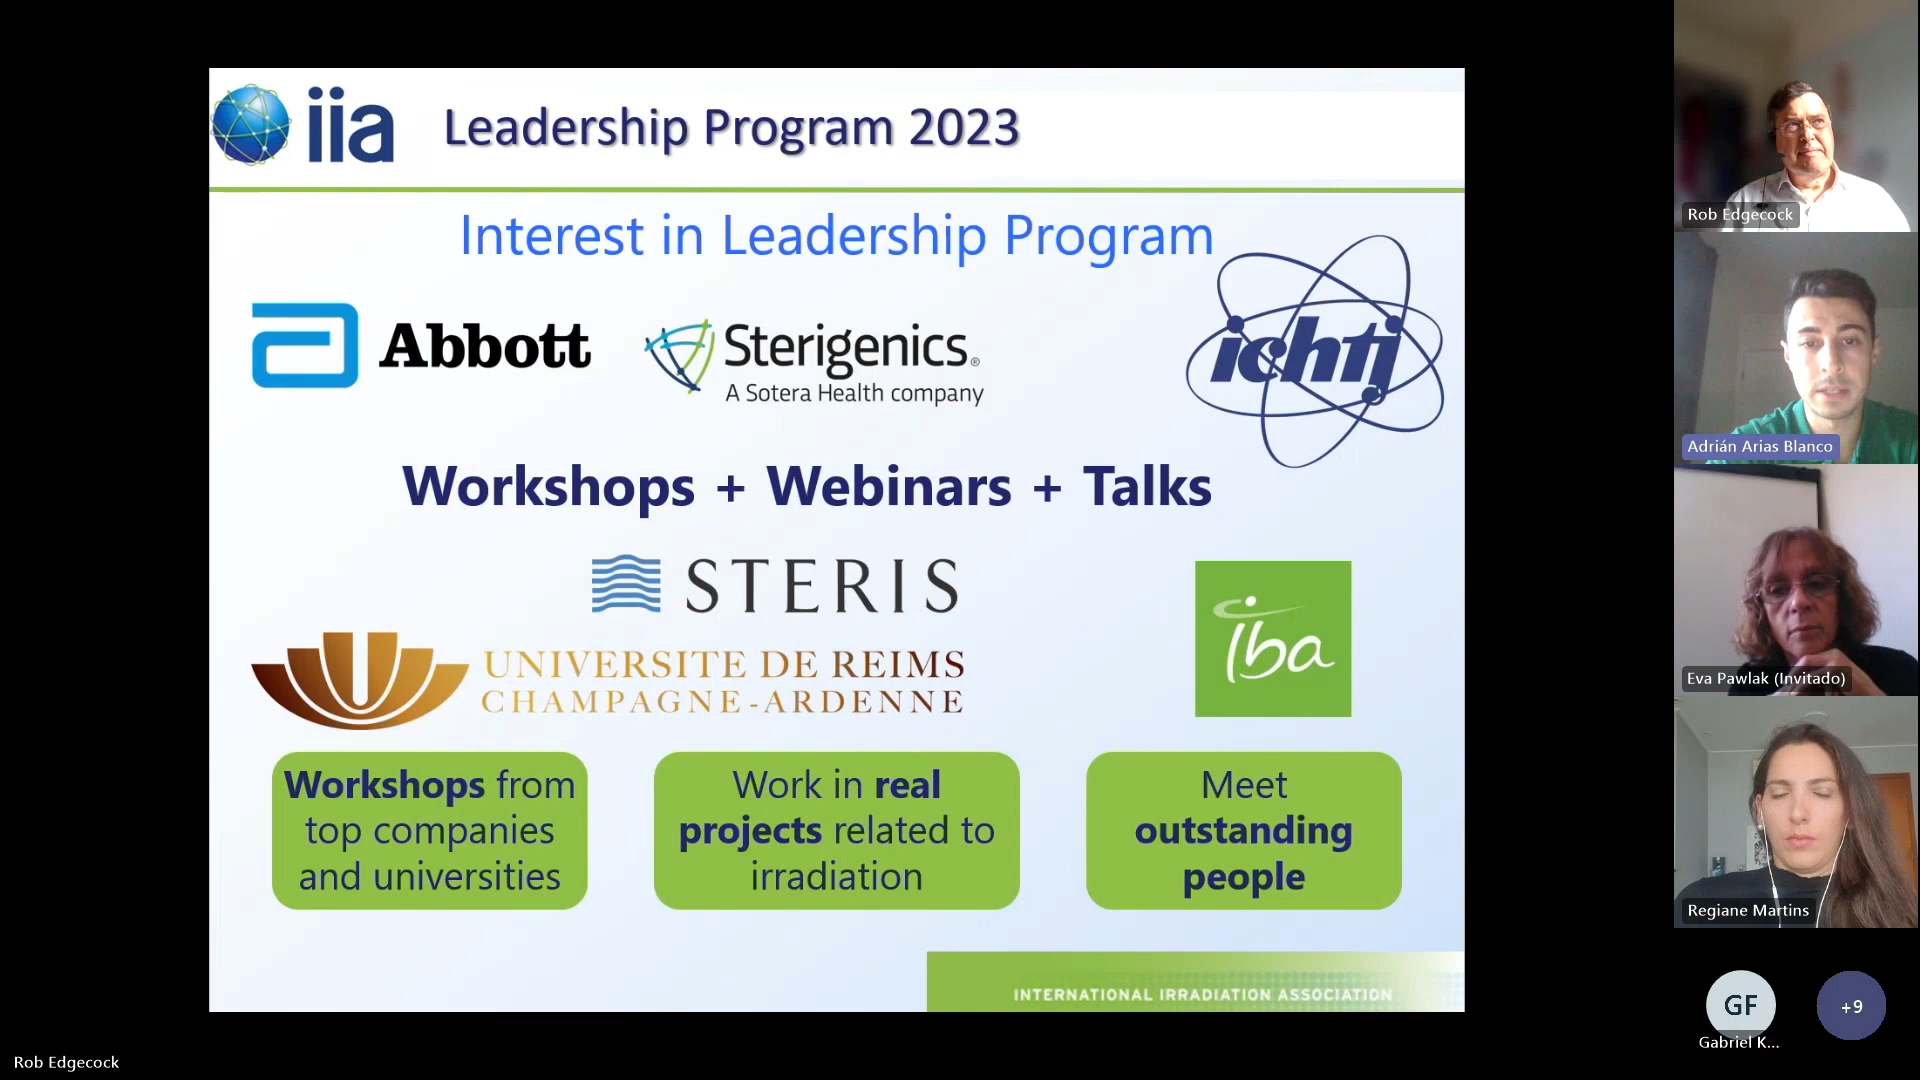 iia
Leadership Program 2023
Interest in Leadership Program
Abbott
Sterigenics®
A Sotera Health company
ichtj
Workshops + Webinars + Talks
STERIS
UNIVERSITE DE REIMS
CHAMPAGNE-ARDENNE
iba
Workshops from
top companies
and universities
Work in real
projects related to
irradiation
Meet
outstanding
people
INTERNATIONAL IRRADIATION ASSOCIATION
Rob Edgecock
Adrián Arias Blanco
Eva Pawlak (Invitado)
Regiane Martins
GF
Gabriel K...
+9
Rob Edgecock